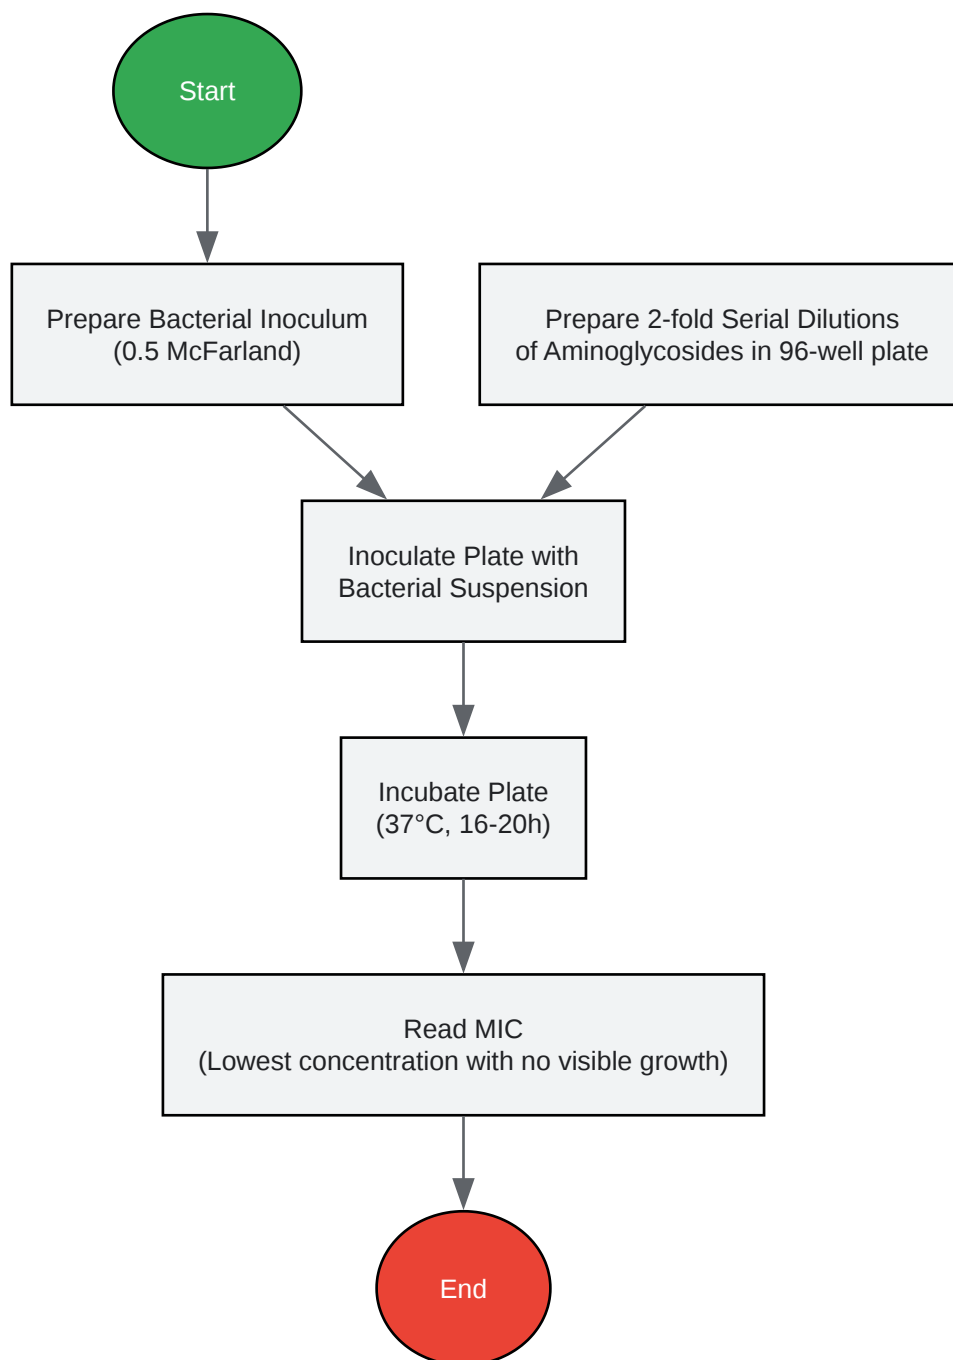 Start
Prepare Bacterial Inoculum
(0.5 McFarland)
Prepare 2-fold Serial Dilutions
of Aminoglycosides in 96-well plate
Inoculate Plate with
Bacterial Suspension
Incubate Plate
(37°C, 16-20h)
Read MIC
(Lowest concentration with no visible growth)
End